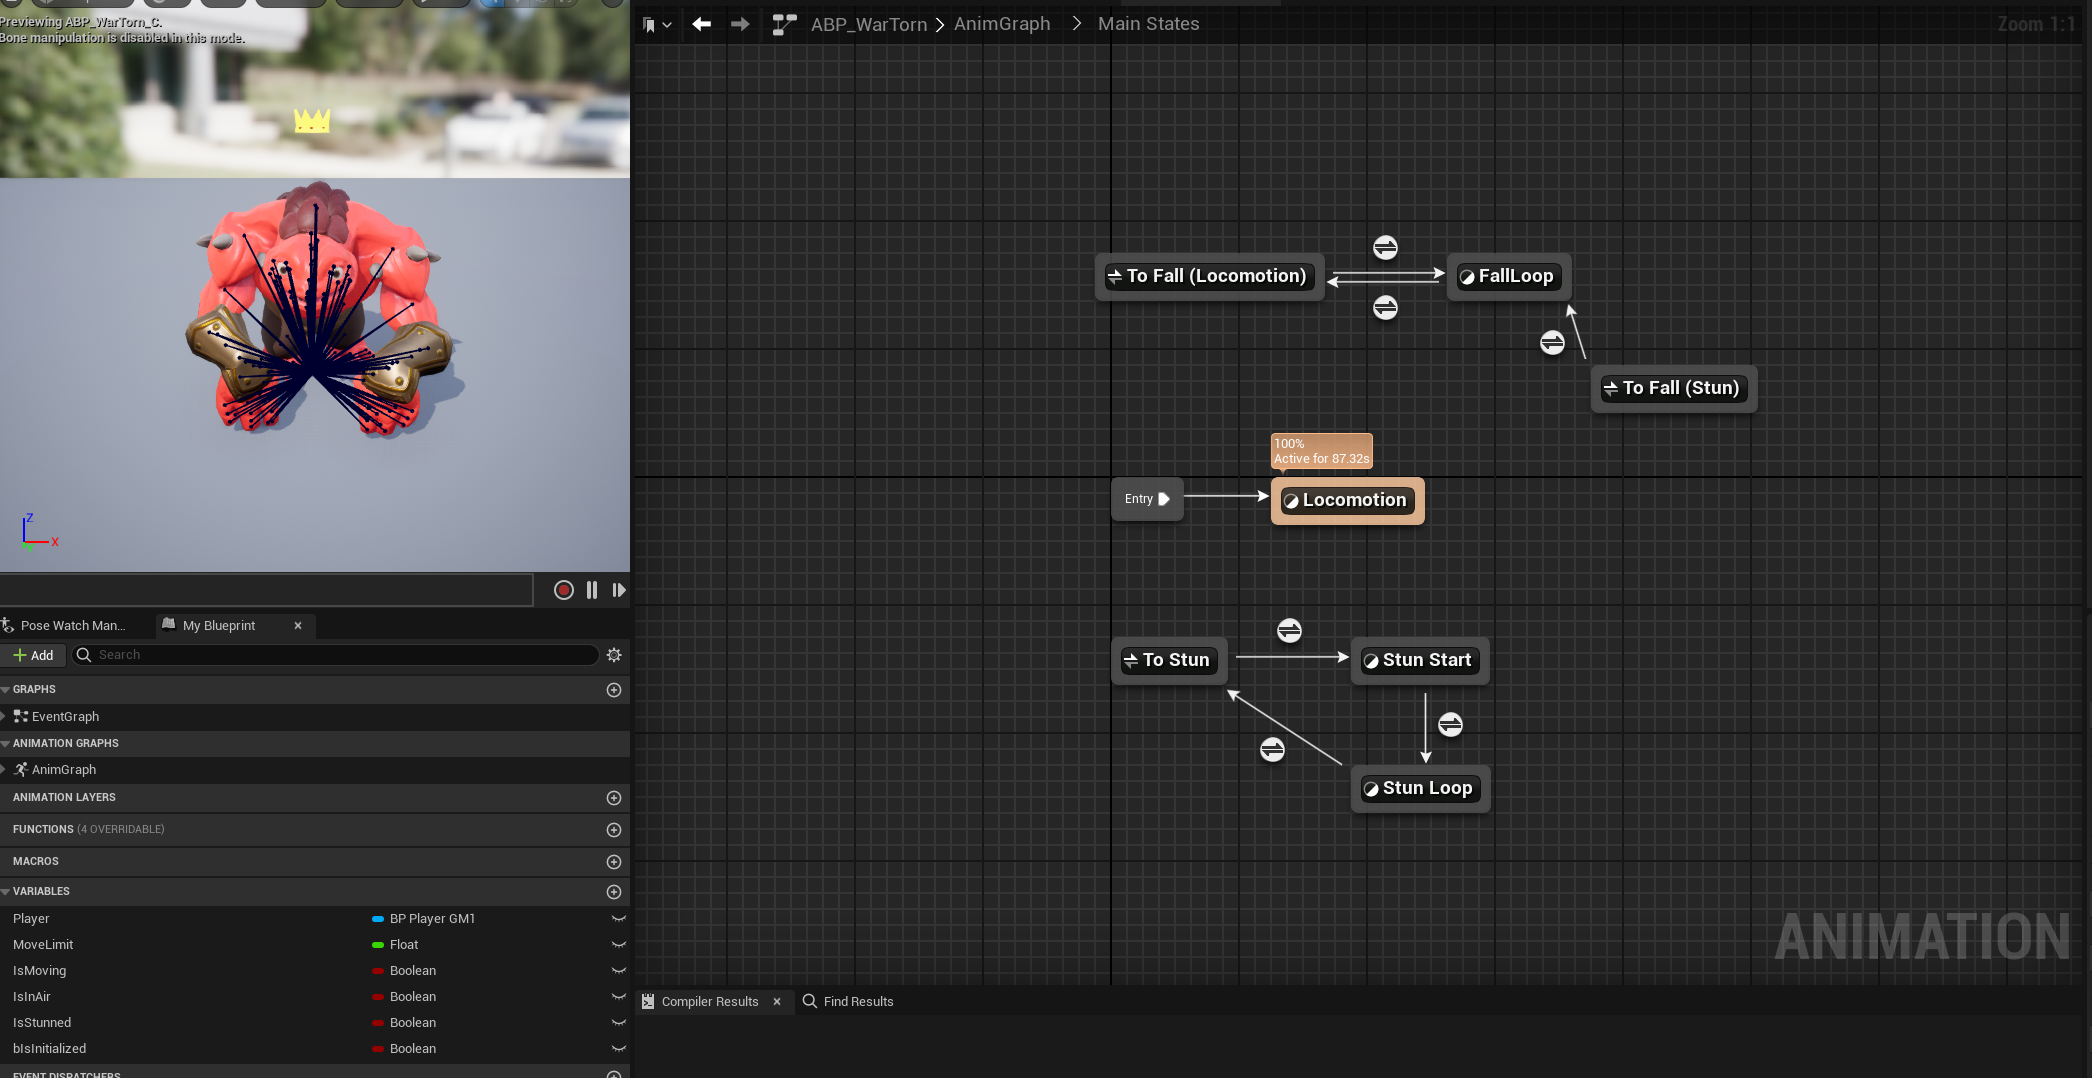 Previewing ABP_WarTorn_C.
Bone manipulation is disabled in this mode.
Z
X
Y
Pose Watch Man...
My Blueprint
Add
Search
GRAPHS
EventGraph
ANIMATION GRAPHS
AnimGraph
ANIMATION LAYERS
FUNCTIONS (4 OVERRIDABLE)
MACROS
VARIABLES
Player BP Player GM1
MoveLimit Float
IsMoving Boolean
IsInAir Boolean
IsStunned Boolean
bIsInitialized Boolean
EVENT DISPATCHERS
ABP_WarTorn > AnimGraph > Main States
Zoom 1:1
To Fall (Locomotion)
FallLoop
To Fall (Stun)
100%
Active for 87.32s
Entry
Locomotion
To Stun
Stun Start
Stun Loop
ANIMATION
Compiler Results
Find Results